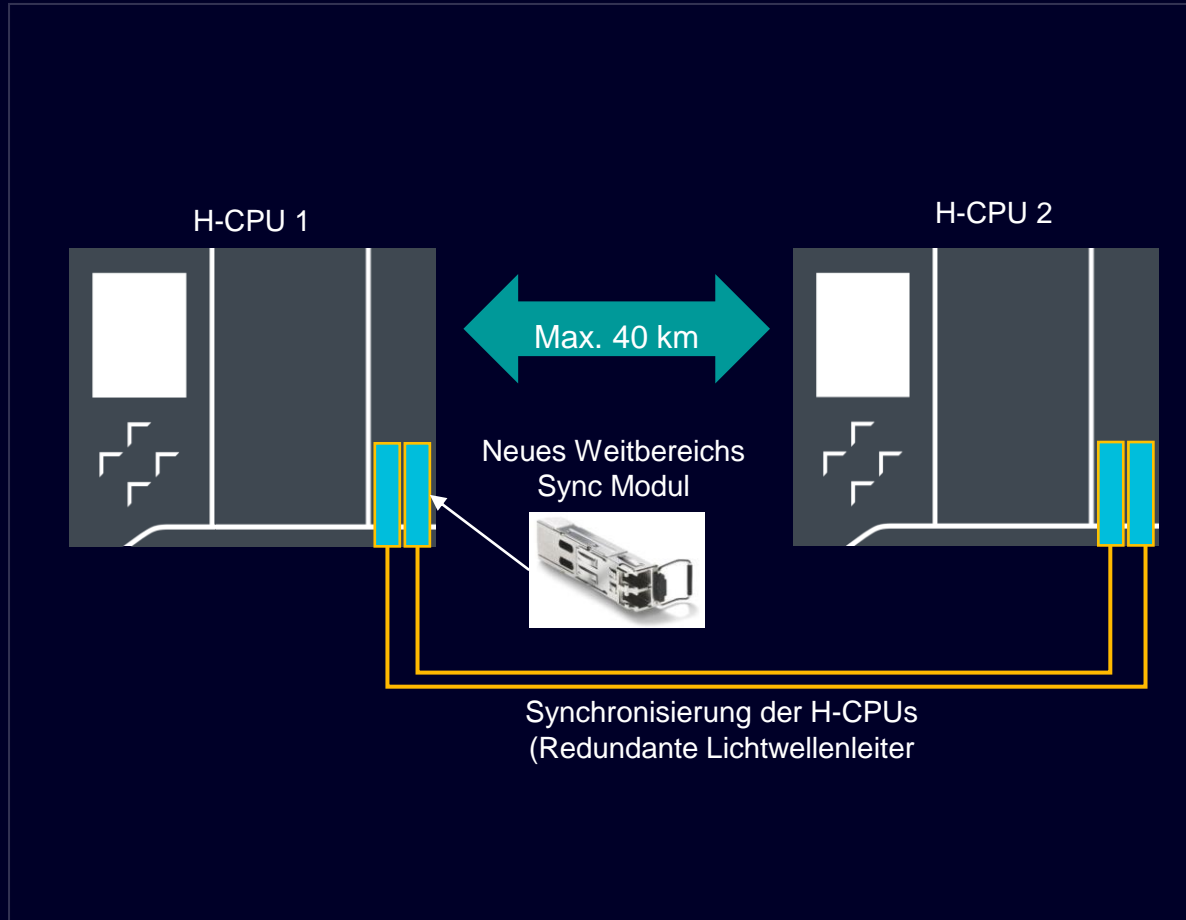 H-CPU 1
H-CPU 2
Max. 40 km
Neues Weitbereichs
Sync Modul
Synchronisierung der H-CPUs
(Redundante Lichtwellenleiter